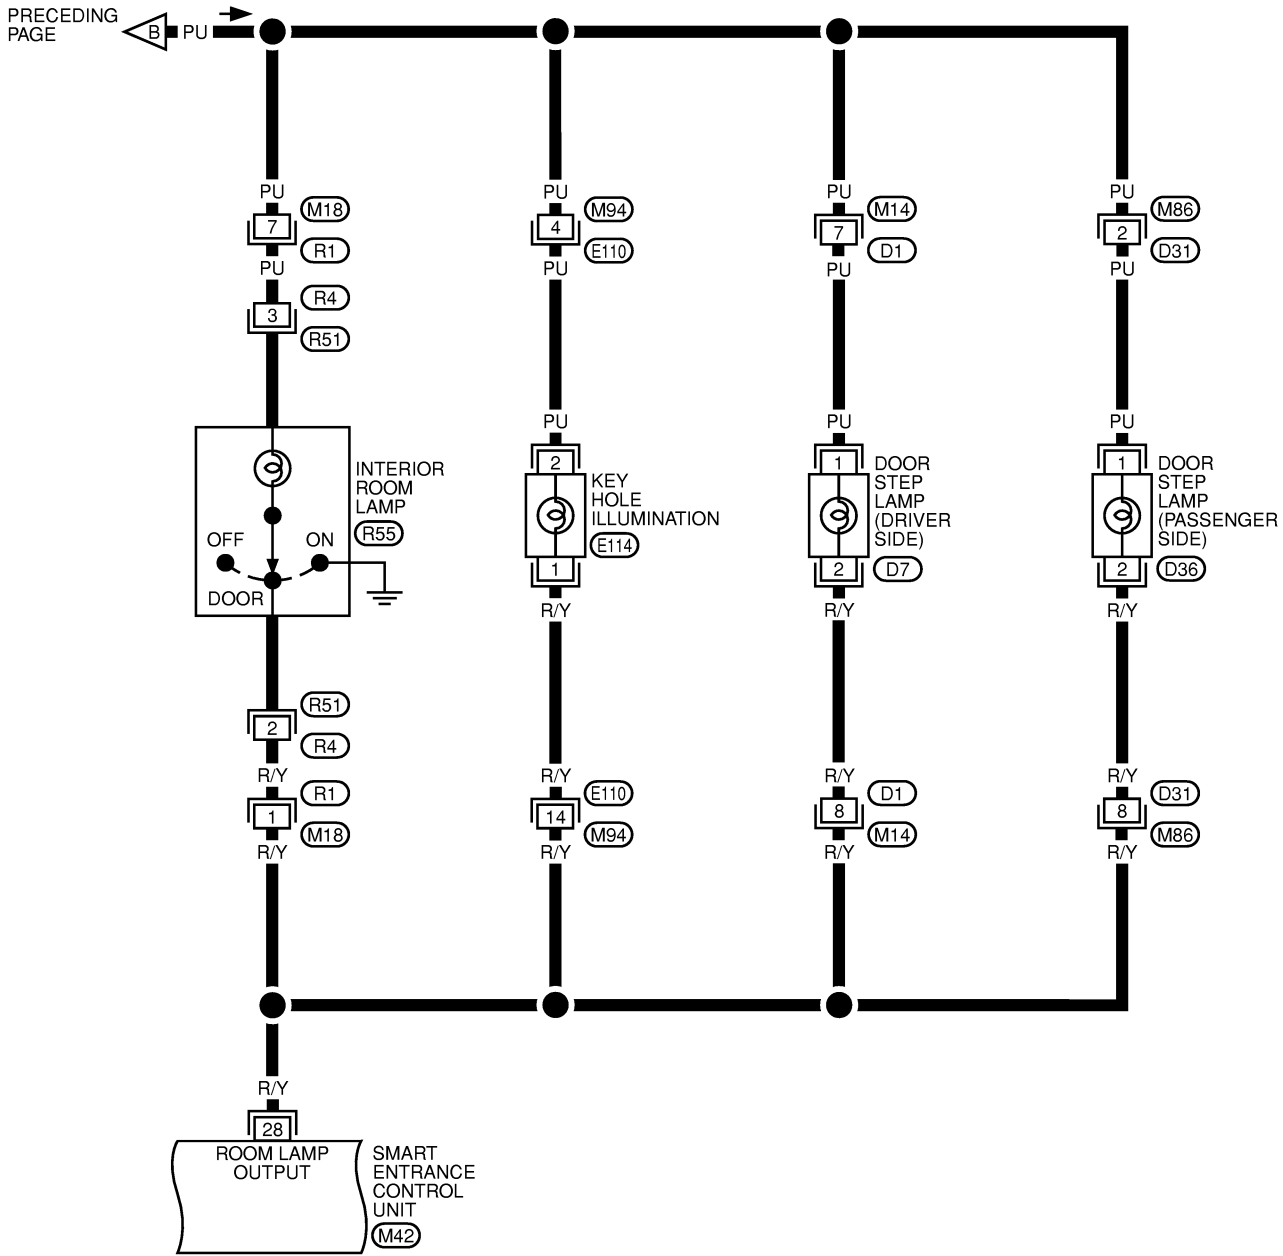 PRECEDING
PAGE
B PU
PU PU PU PU
7 M18 4 M94 7 M14 2 M86
R1 E110 D1 D31
PU PU PU PU
3 R4
R51
PU PU PU
2 1 1
INTERIOR
ROOM
LAMP
R55
OFF ON
DOOR
KEY
HOLE
ILLUMINATION
E114
1
DOOR
STEP
LAMP
(DRIVER
SIDE)
2 D7
DOOR
STEP
LAMP
(PASSENGER
SIDE)
2 D36
R/Y R/Y R/Y
R51
2
R4
R/Y R/Y R/Y R/Y
R1 E110 D1 D31
1 14 8 8
M18 M94 M14 M86
R/Y R/Y R/Y R/Y
R/Y
28
ROOM LAMP
OUTPUT
SMART
ENTRANCE
CONTROL
UNIT
M42